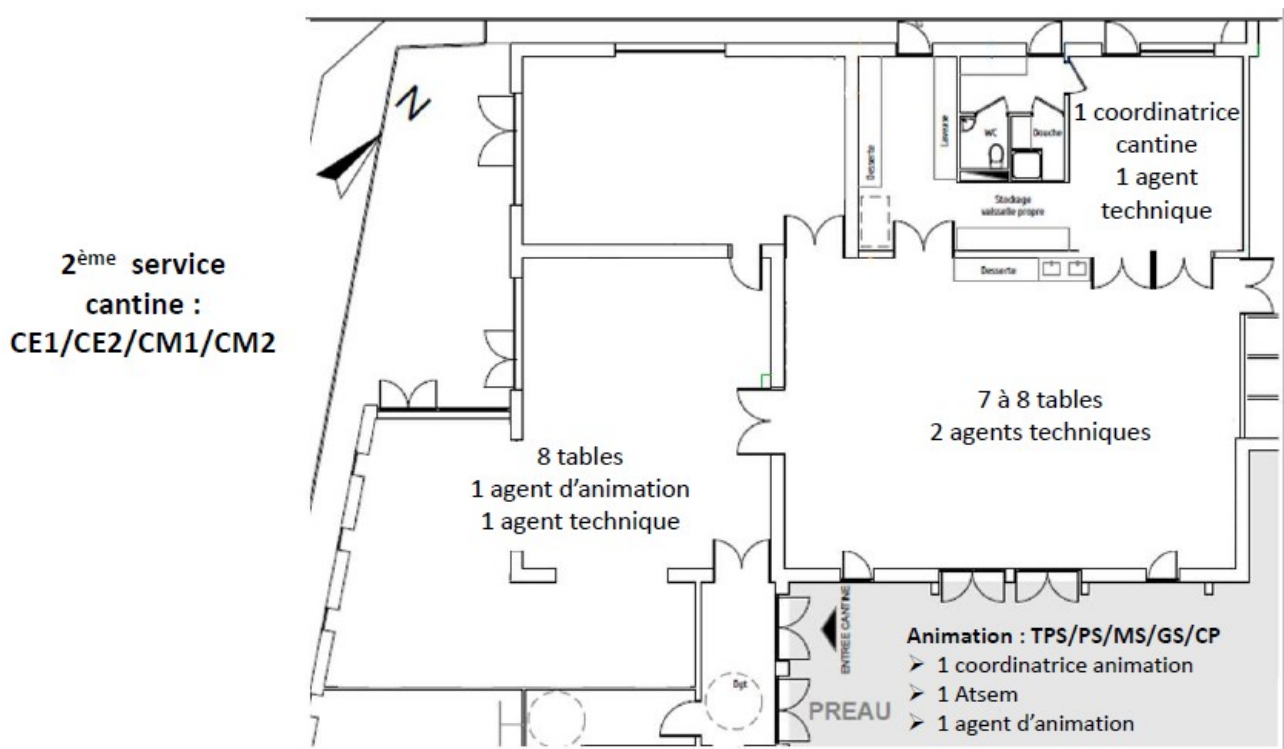 2ème service
cantine :
CE1/CE2/CM1/CM2
N
Desserte
Laveuse
WC
Douche
Stockage
vaisselle propre
1 coordinatrice
cantine
1 agent
technique
Desserte
7 à 8 tables
2 agents techniques
8 tables
1 agent d’animation
1 agent technique
ENTREE CANTINE
Dgt
PREAU
Animation : TPS/PS/MS/GS/CP
➢ 1 coordinatrice animation
➢ 1 Atsem
➢ 1 agent d’animation